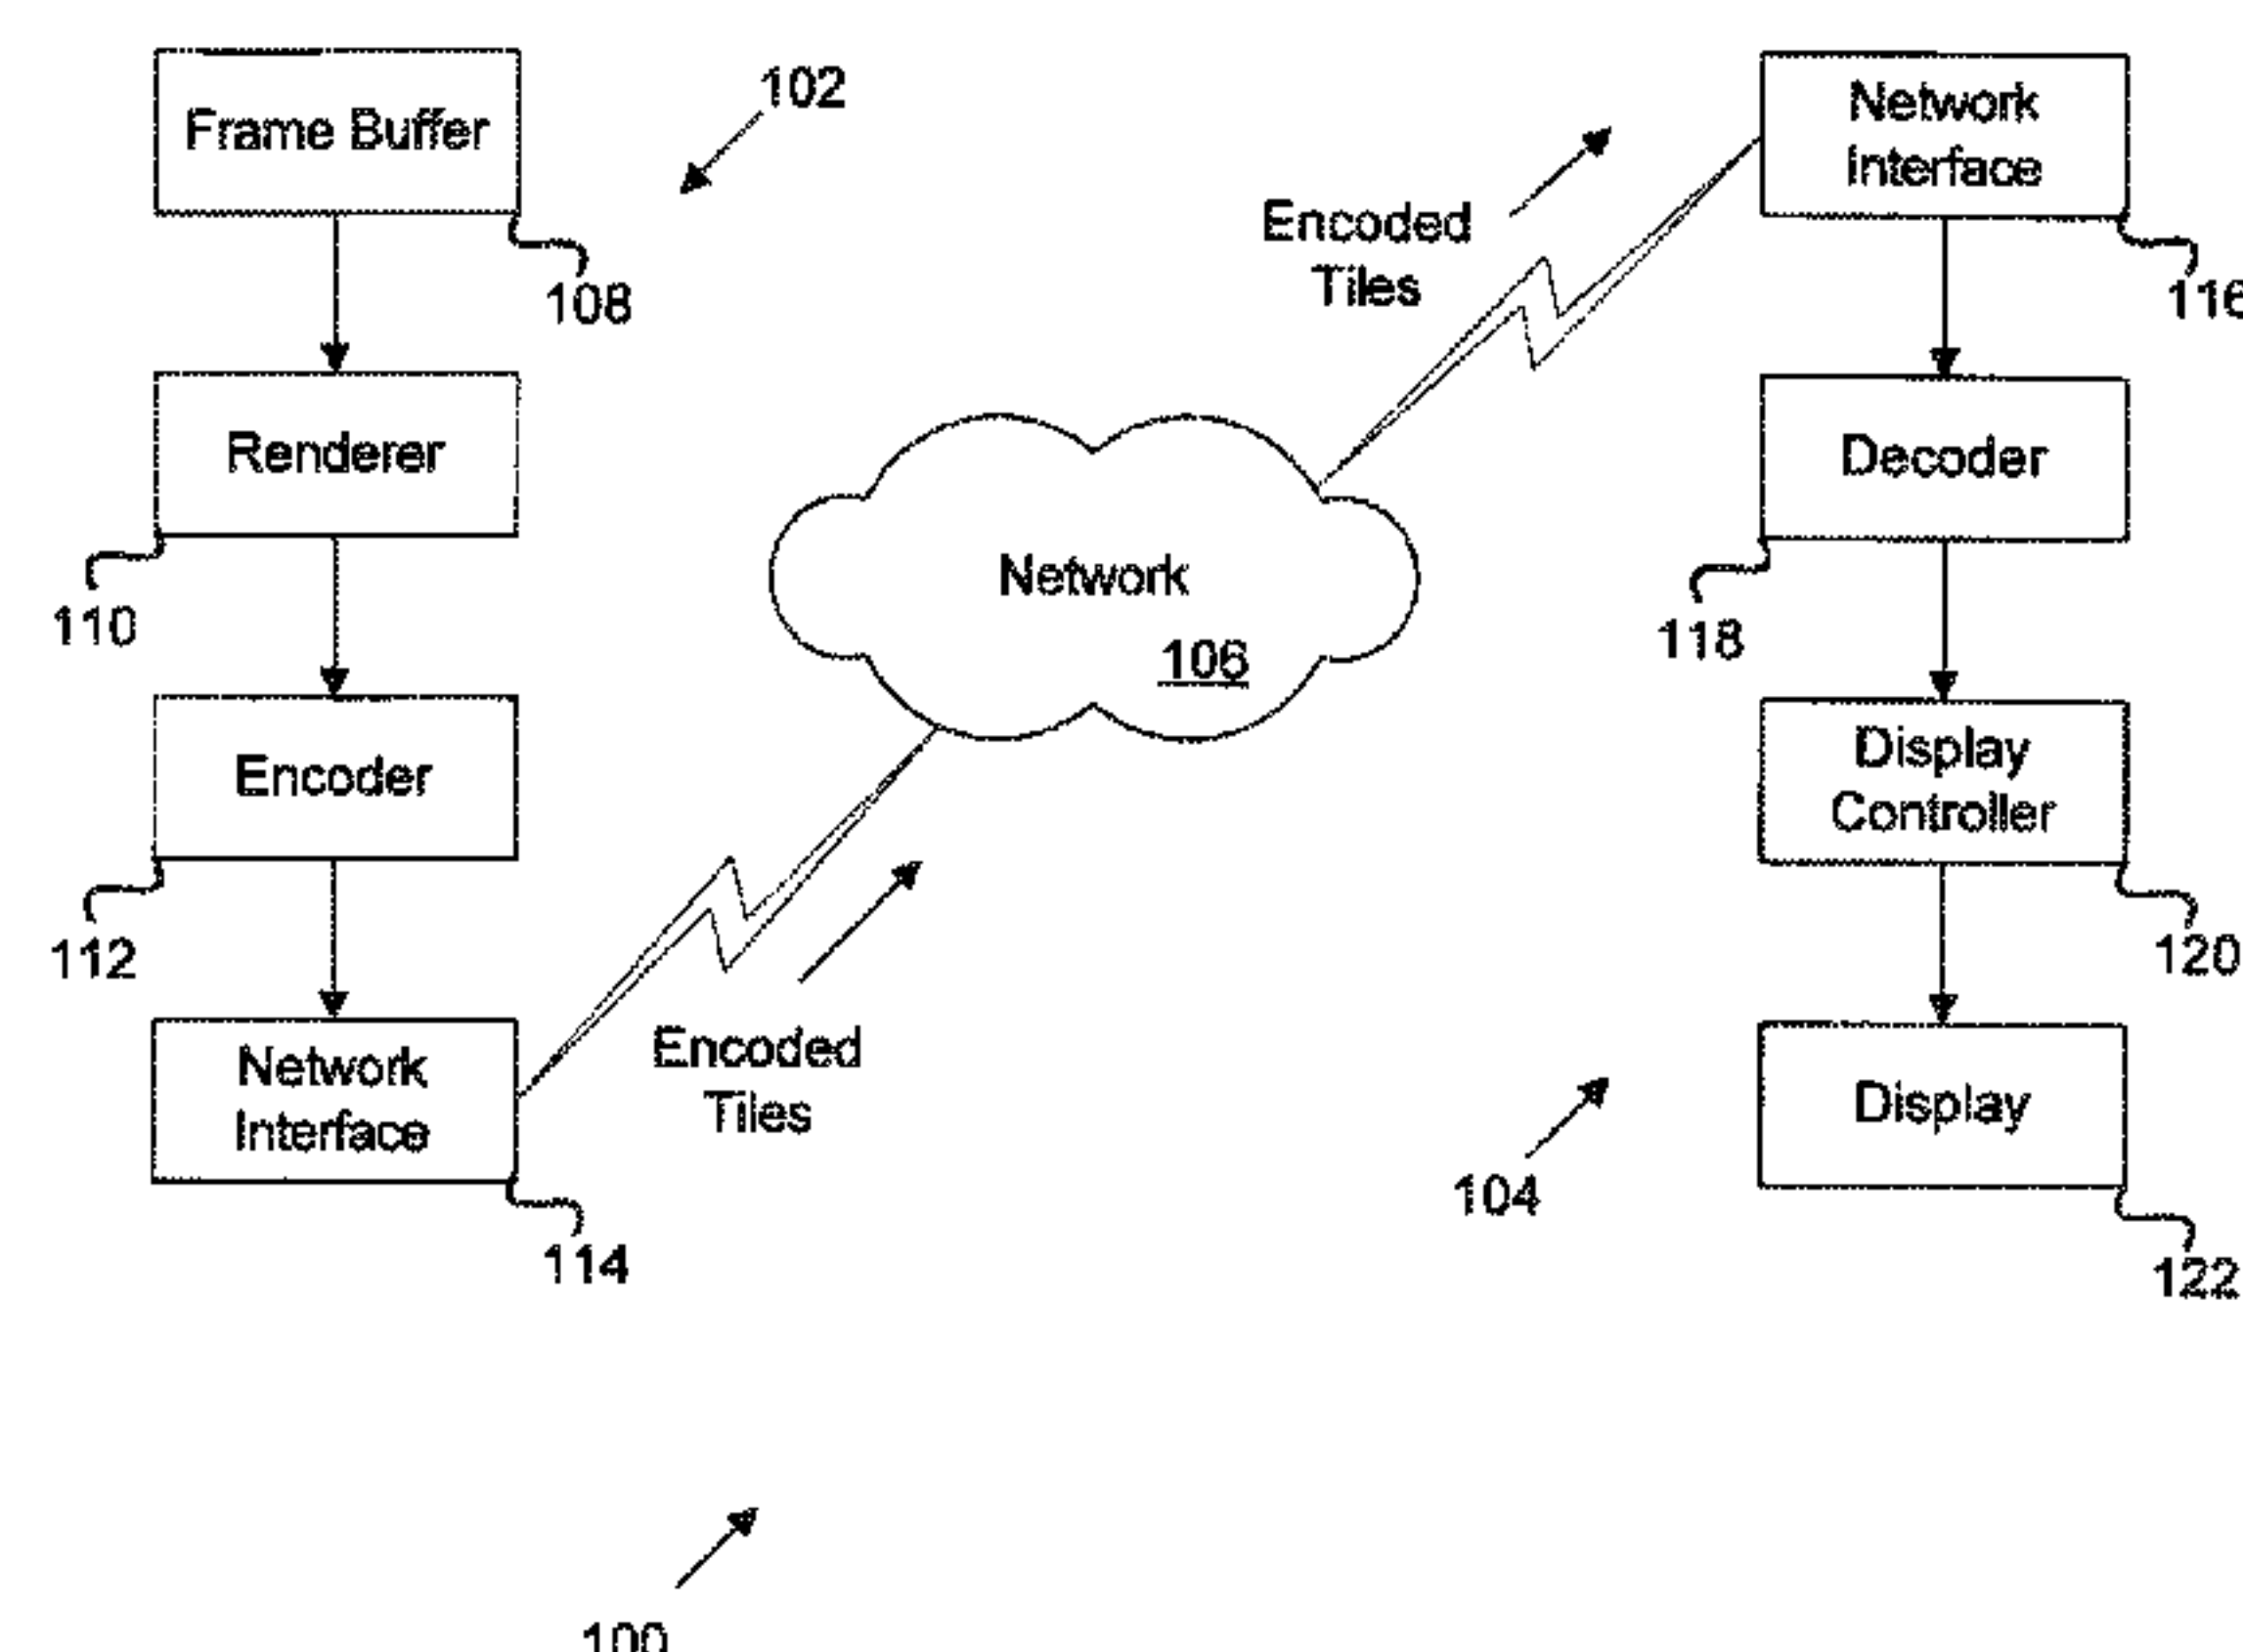 Frame Buffer
108
Renderer
110
Encoder
112
Network
Interface
114
102
Encoded
Tiles
Network
106
Encoded
Tiles
Network
Interface
116
Decoder
118
Display
Controller
120
Display
122
104
100